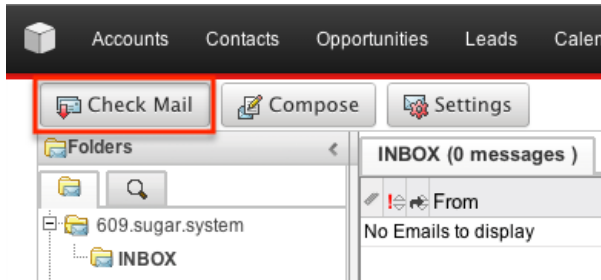 Accounts Contacts Opportunities Leads
Check Mail Compose Settings
Folders
INBOX (0 messages )
From
609.sugar.system
No Emails to display
INBOX